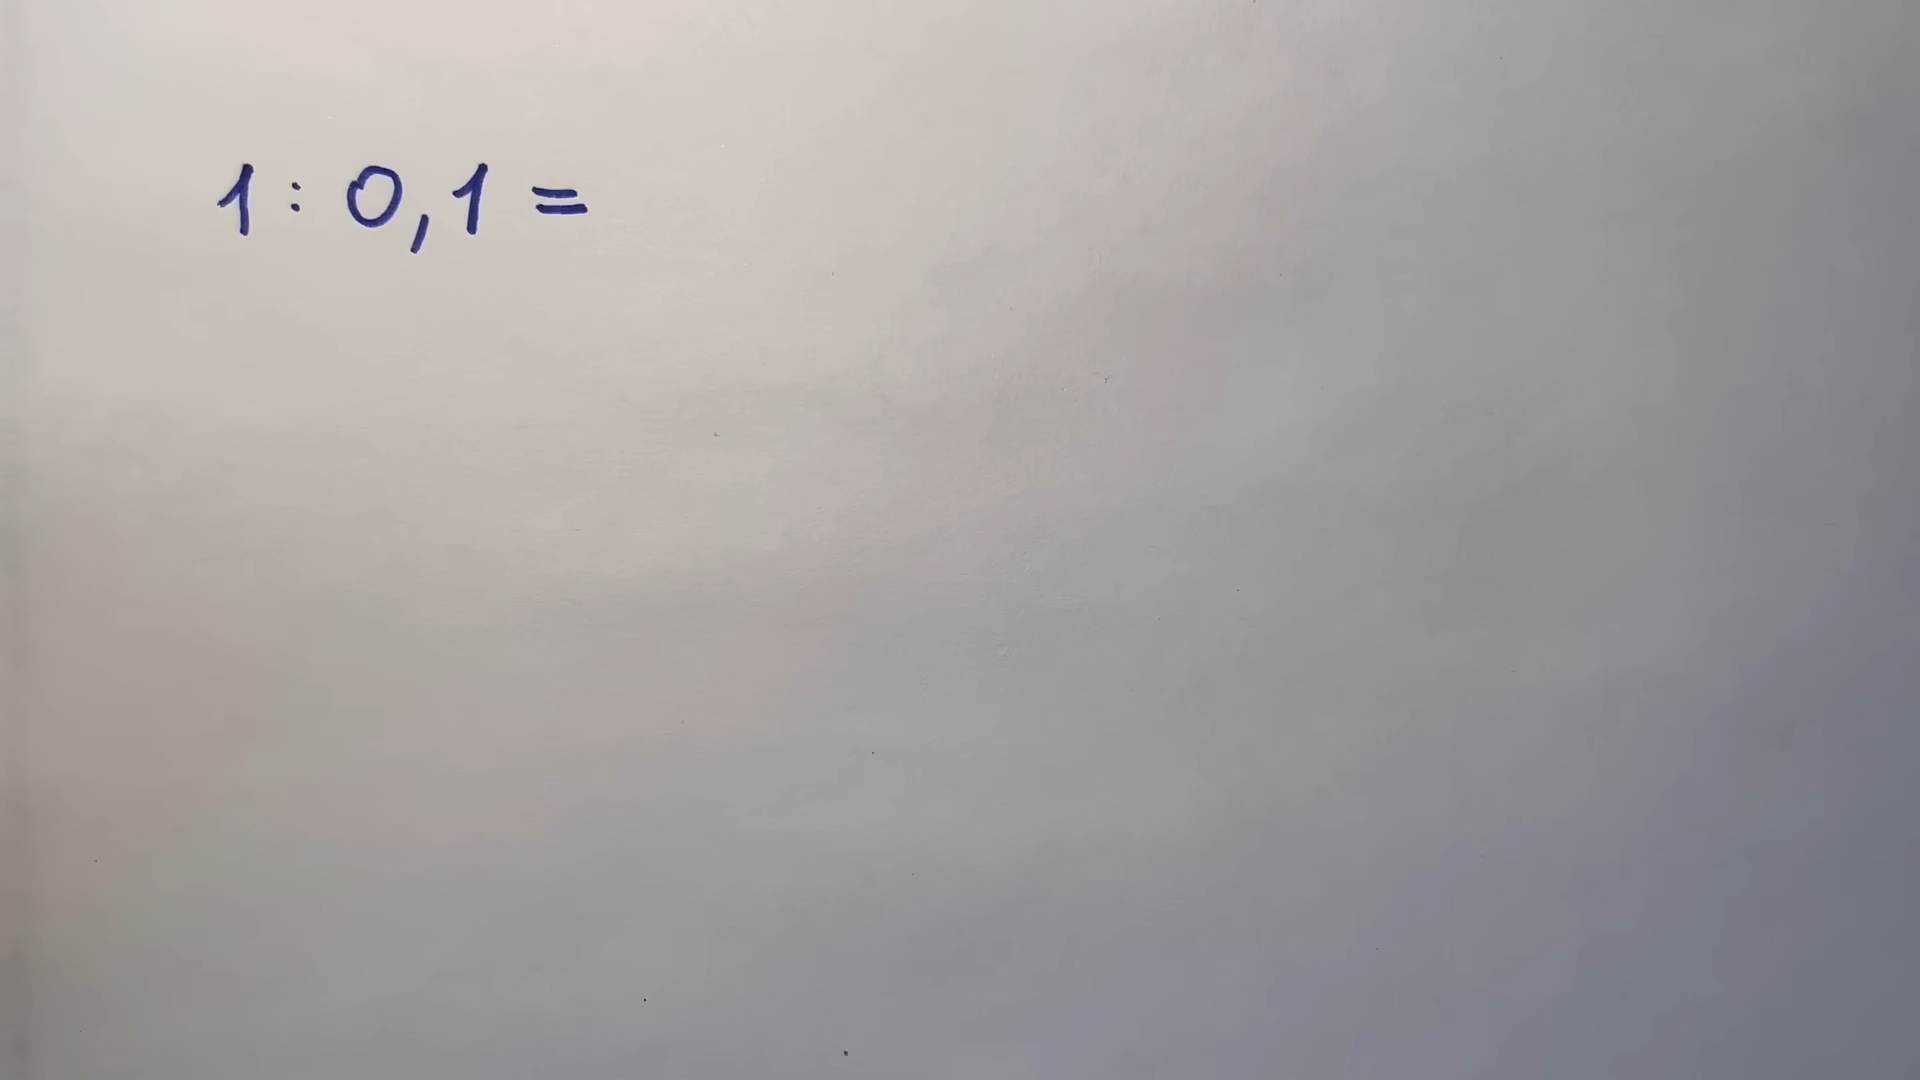 1 : 0,1 =